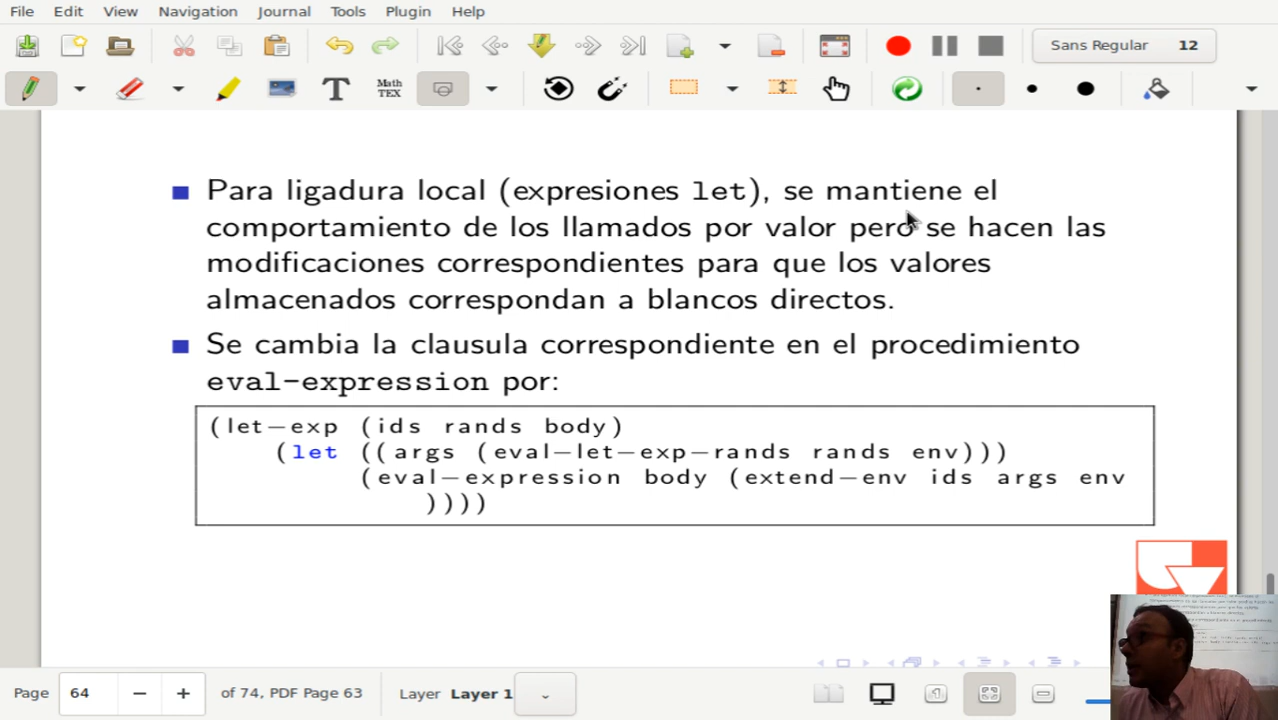 File Edit View Navigation Journal Tools Plugin Help
Sans Regular 12
T Math TEX
Para ligadura local (expresiones let), se mantiene el
comportamiento de los llamados por valor pero se hacen las
modificaciones correspondientes para que los valores
almacenados correspondan a blancos directos.
Se cambia la clausula correspondiente en el procedimiento
eval-expression por:
(let-exp (ids rands body)
(let ((args (eval-let-exp-rands rands env)))
(eval-expression body (extend-env ids args env
))))
Page 64 of 74, PDF Page 63 Layer Layer 1